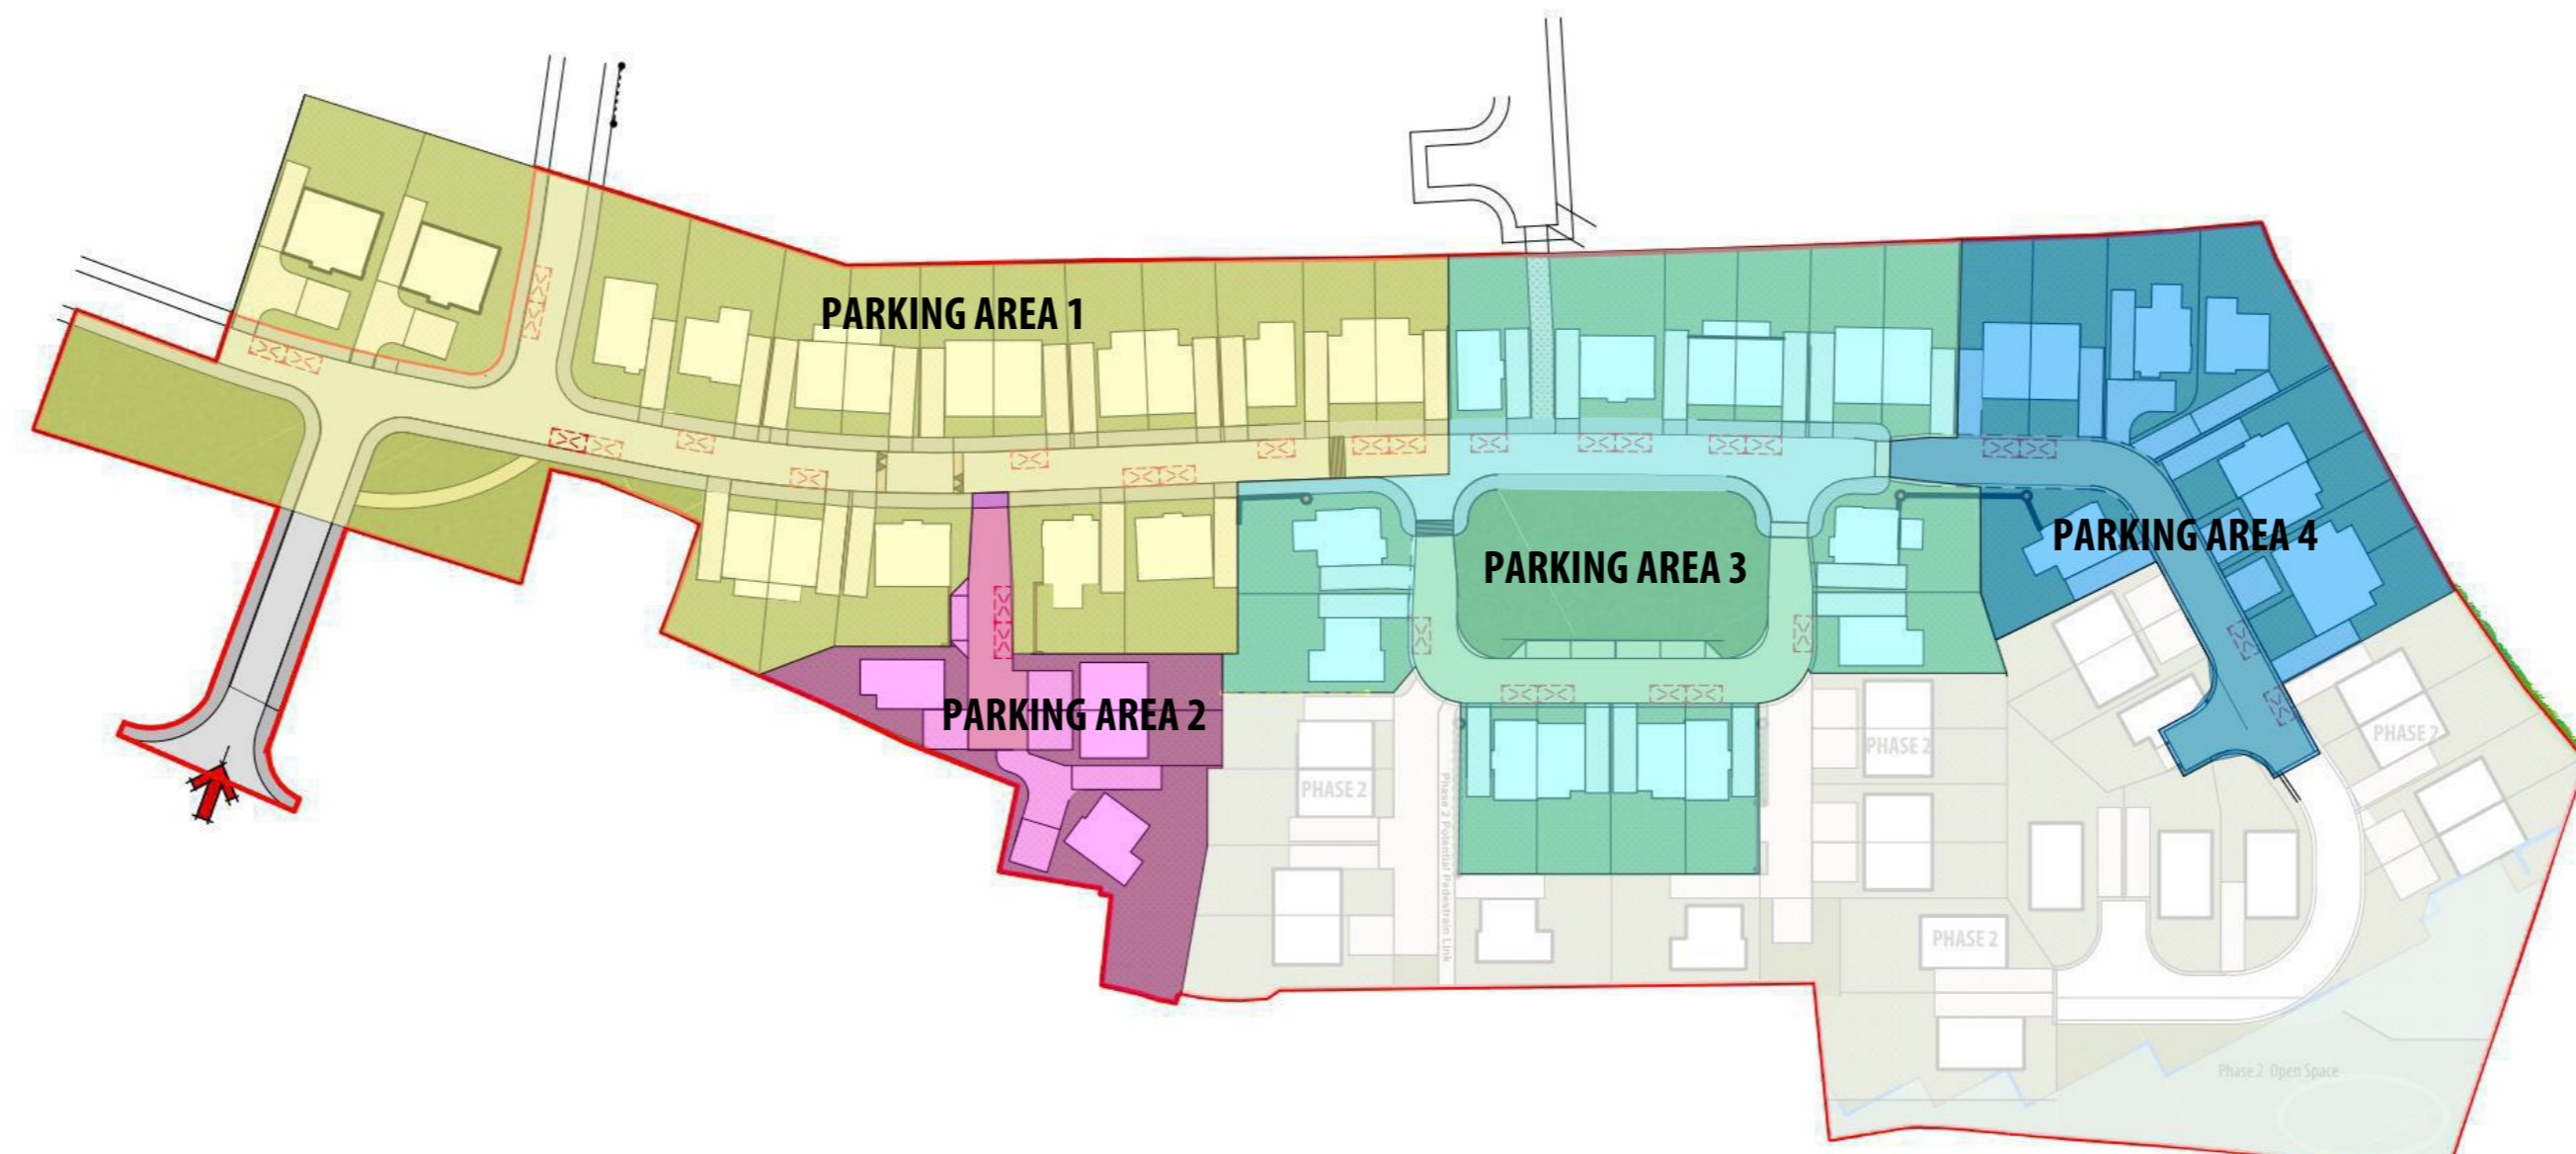 PARKING AREA 1
PARKING AREA 4
PARKING AREA 3
PARKING AREA 2
PHASE 2
PHASE 2
PHASE 2
Phase 2 Potential Pedestrain Link
PHASE 2
Phase 2 Open Space